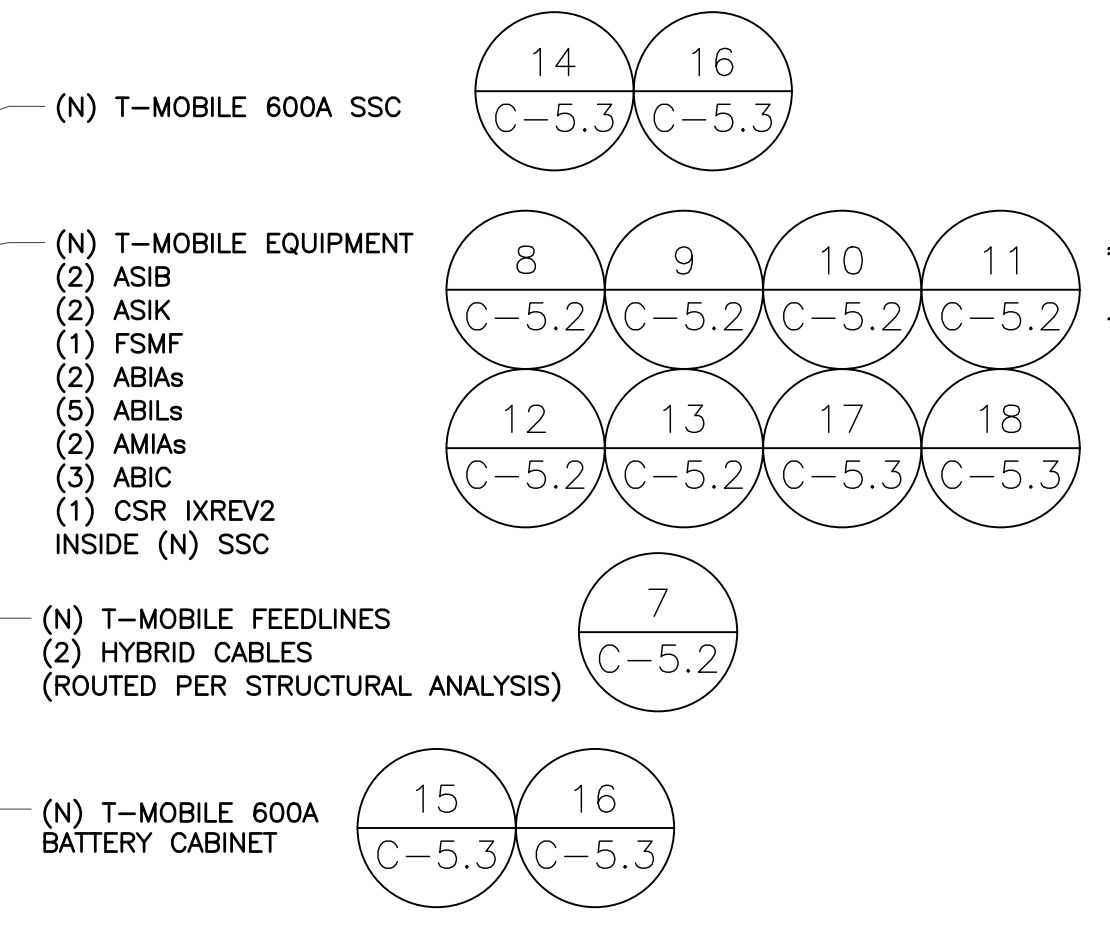 (N) T-MOBILE 600A SSC
14 16
C-5.3 C-5.3
(N) T-MOBILE EQUIPMENT
(2) ASIB
(2) ASIK
(1) FSMF
(2) ABIAs
(5) ABILs
(2) AMIAs
(3) ABIC
(1) CSR IXREV2
INSIDE (N) SSC
8 9 10 11
C-5.2 C-5.2 C-5.2 C-5.2
12 13 17 18
C-5.2 C-5.2 C-5.3 C-5.3
(N) T-MOBILE FEEDLINES
(2) HYBRID CABLES
(ROUTED PER STRUCTURAL ANALYSIS)
7
C-5.2
(N) T-MOBILE 600A
BATTERY CABINET
15 16
C-5.3 C-5.3